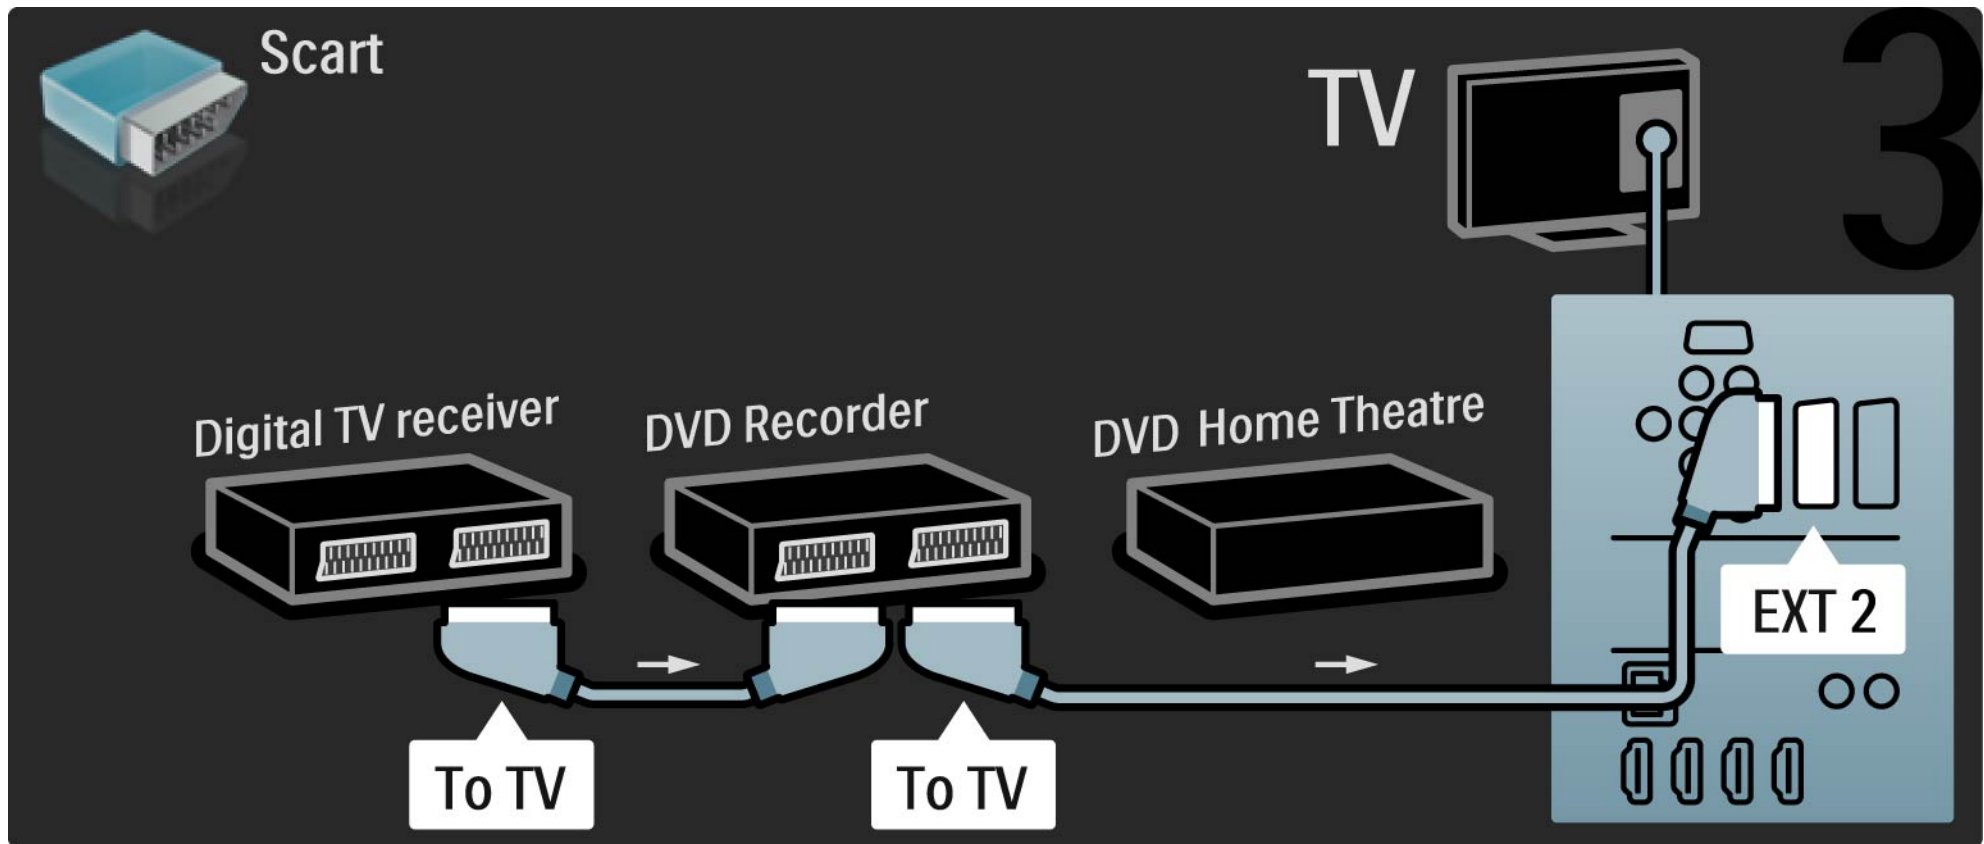 Scart
TV
3
Digital TV receiver
DVD Recorder
DVD Home Theatre
EXT 2
To TV
To TV